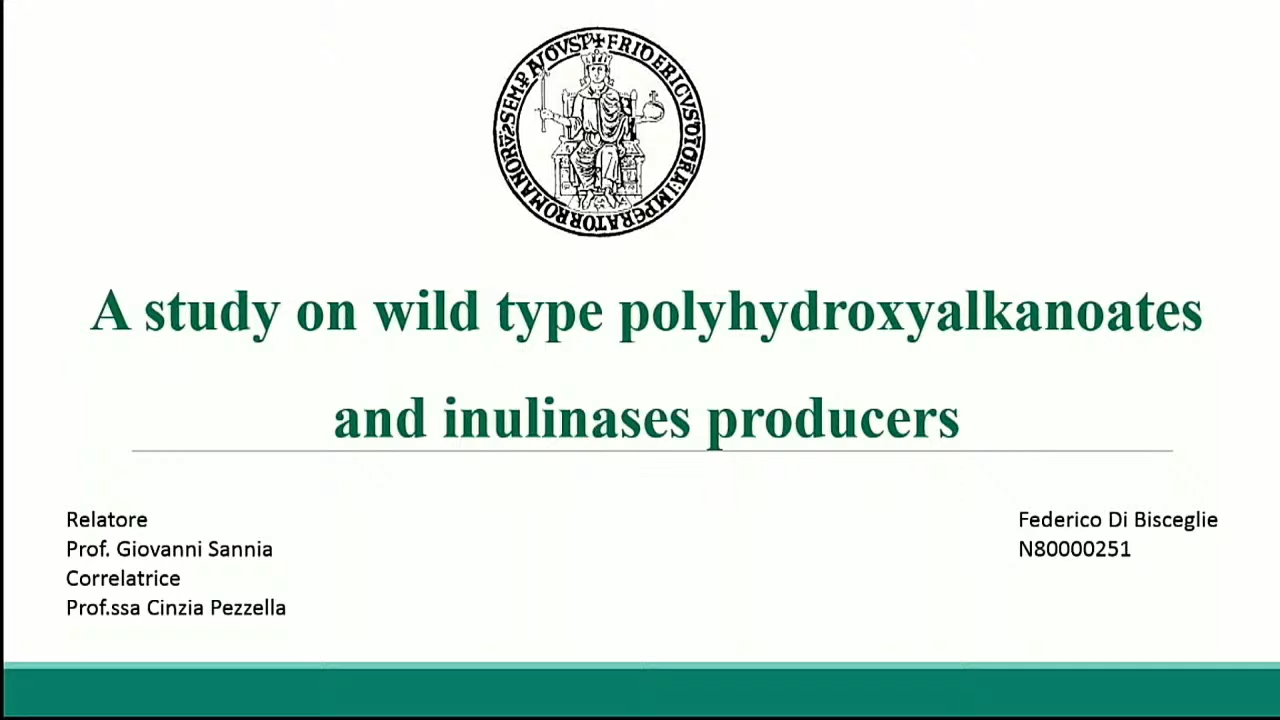 A study on wild type polyhydroxyalkanoates
and inulinases producers
Relatore
Prof. Giovanni Sannia
Correlatrice
Prof.ssa Cinzia Pezzella
Federico Di Bisceglie
N80000251